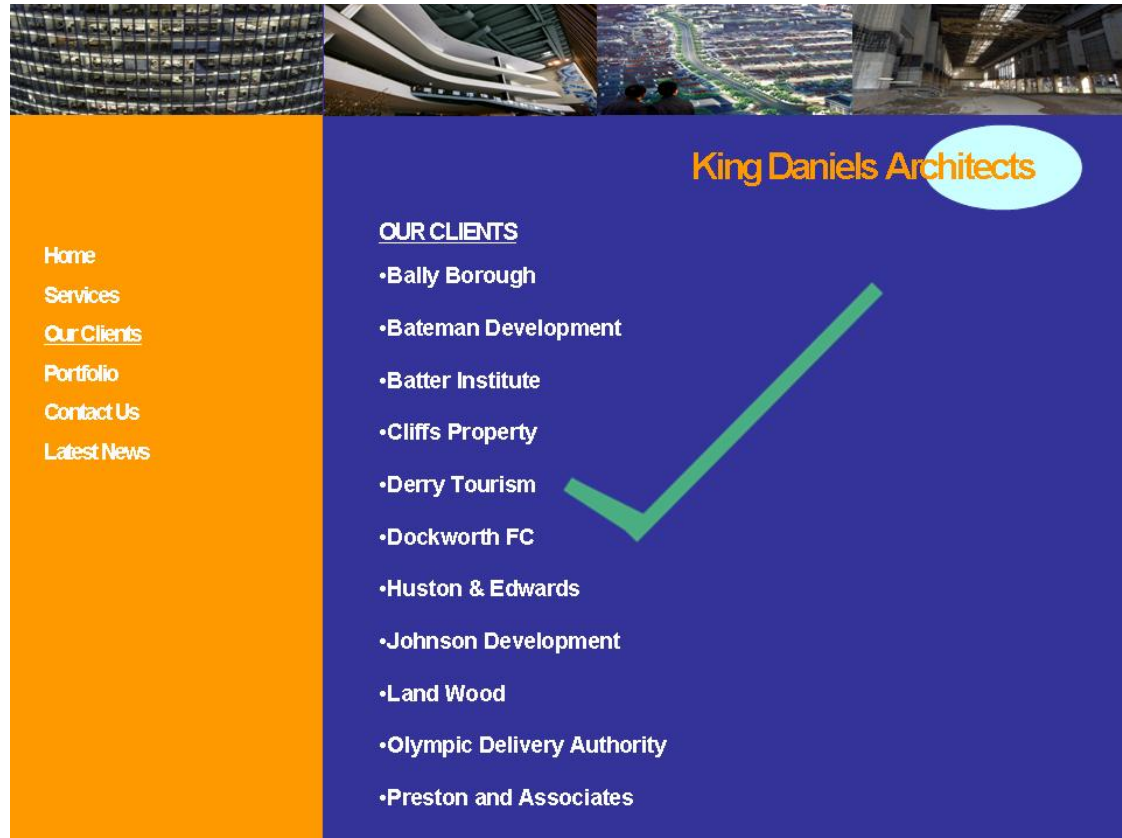 King Daniels Architects
Home
Services
Our Clients
Portfolio
Contact Us
Latest News
OUR CLIENTS
•Bally Borough
•Bateman Development
•Batter Institute
•Cliffs Property
•Derry Tourism
•Dockworth FC
•Huston & Edwards
•Johnson Development
•Land Wood
•Olympic Delivery Authority
•Preston and Associates